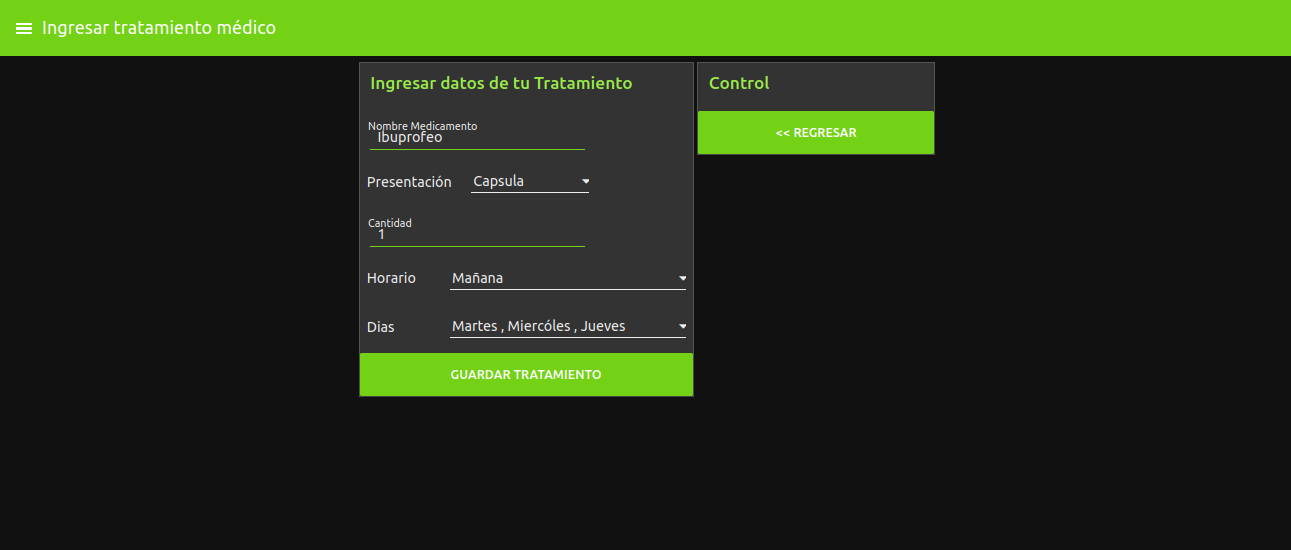 Ingresar tratamiento médico
Ingresar datos de tu Tratamiento
Nombre Medicamento
Ibuprofeo
Presentación Capsula
Cantidad
1
Horario Mañana
Dias Martes , Miercóles , Jueves
GUARDAR TRATAMIENTO
Control
<< REGRESAR